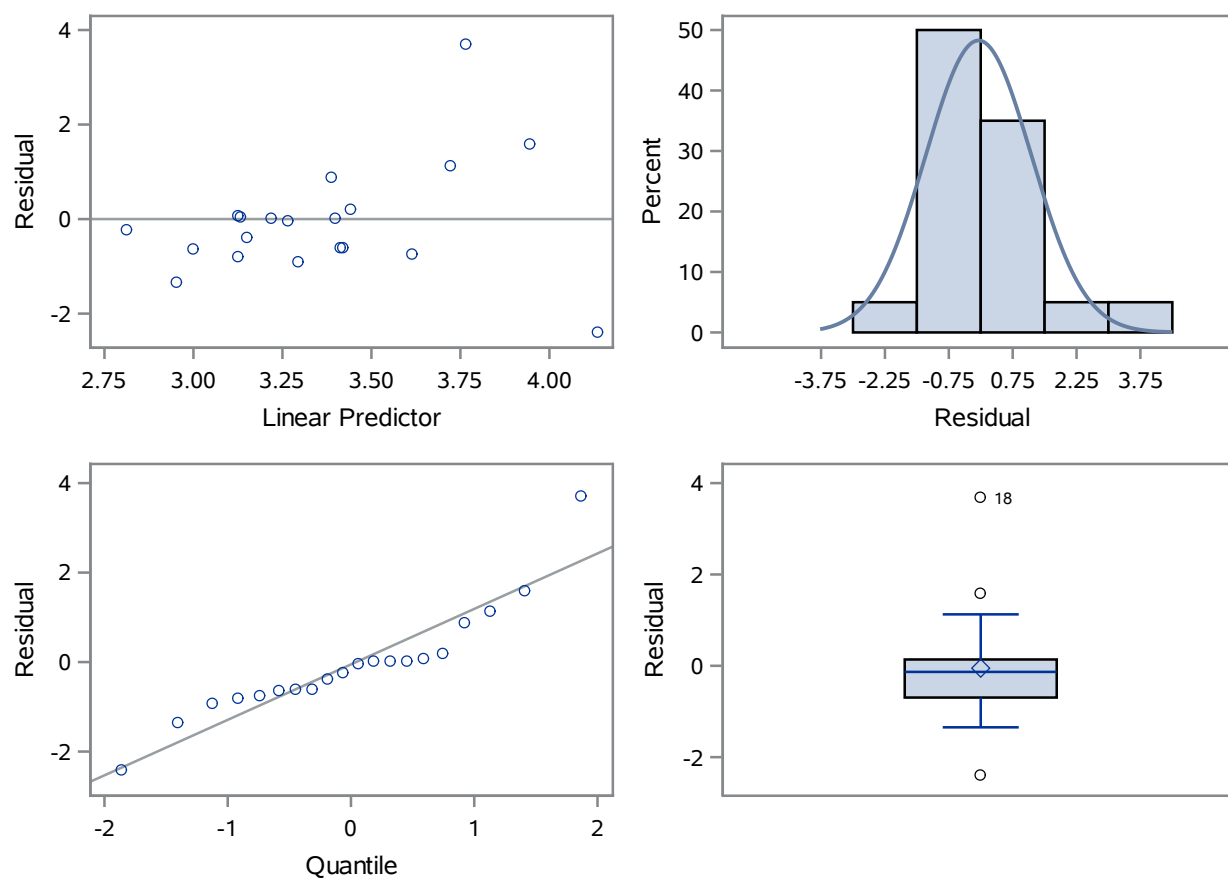 4
2
0
-2
Residual
2.75 3.00 3.25 3.50 3.75 4.00
Linear Predictor
50
40
30
20
10
0
Percent
-3.75 -2.25 -0.75 0.75 2.25 3.75
Residual
4
2
0
-2
Residual
-2 -1 0 1 2
Quantile
4
2
0
-2
Residual
18